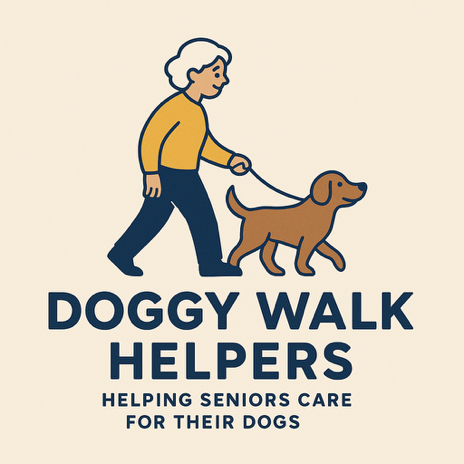 DOGGY WALK
HELPERS
HELPING SENIORS CARE
FOR THEIR DOGS